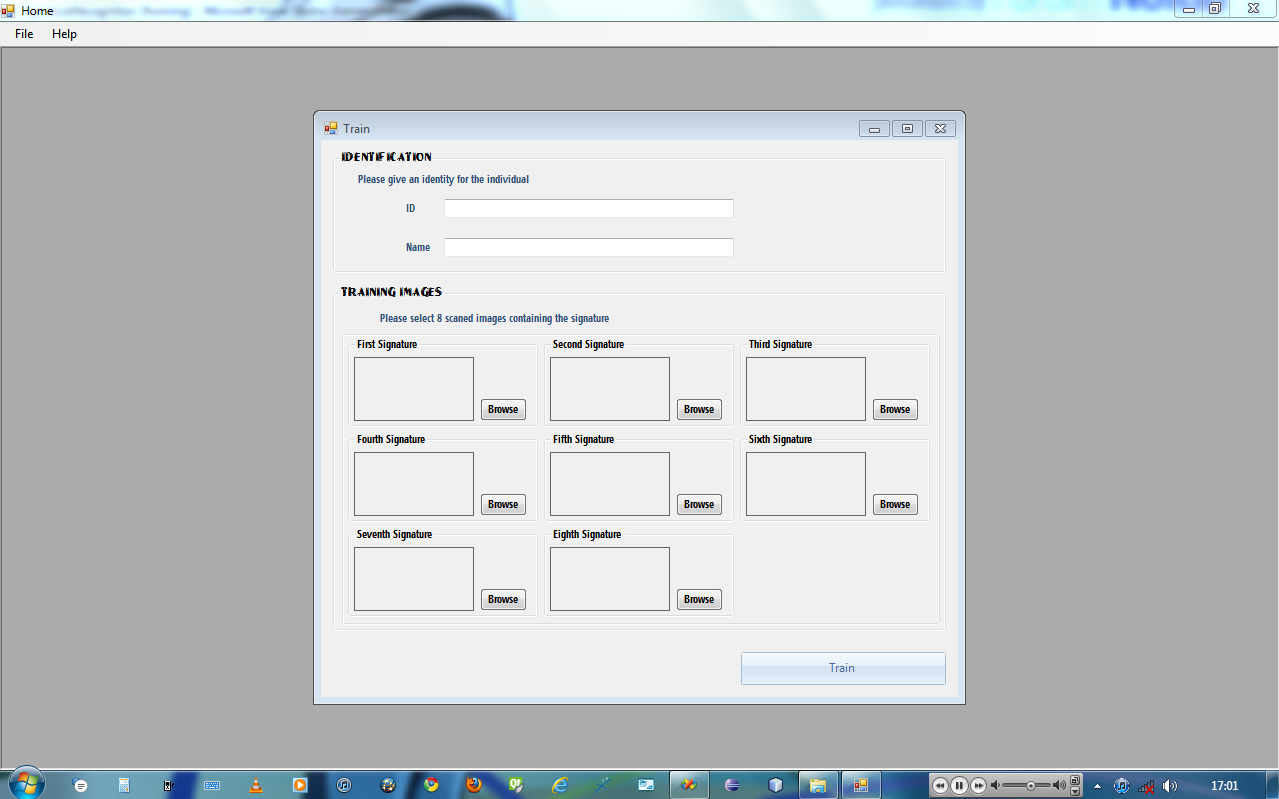 Home
File Help
Train
IDENTIFICATION
Please give an identity for the individual
ID
Name
TRAINING IMAGES
Please select 8 scaned images containing the signature
First Signature Second Signature Third Signature
Browse Browse Browse
Fourth Signature Fifth Signature Sixth Signature
Browse Browse Browse
Seventh Signature Eighth Signature
Browse Browse
Train
17:01